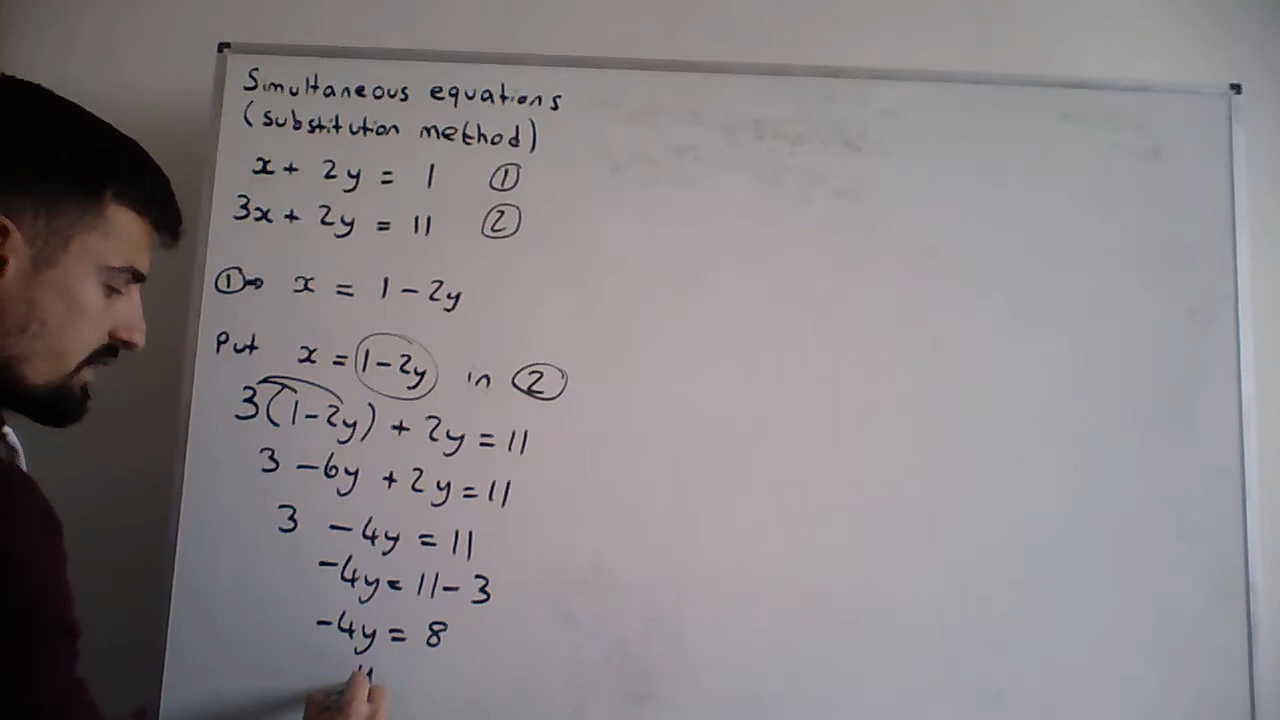 Simultaneous equations
(substitution method)
x + 2y = 1 ①
3x + 2y = 11 ②
①⇒ x = 1 - 2y
Put x = 1 - 2y in ②
3(1 - 2y) + 2y = 11
3 - 6y + 2y = 11
3 - 4y = 11
-4y = 11 - 3
-4y = 8